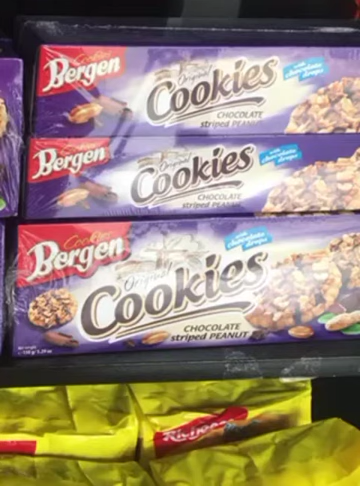 Cookies
Bergen
Original
Cookies
with
chocolate
drops
CHOCOLATE
striped PEANUT
Bergen
Original
Cookies
with
chocolate
drops
CHOCOLATE
striped PEANUT
Cookies
Bergen
Original
Cookies
with
chocolate
drops
CHOCOLATE
striped PEANUT